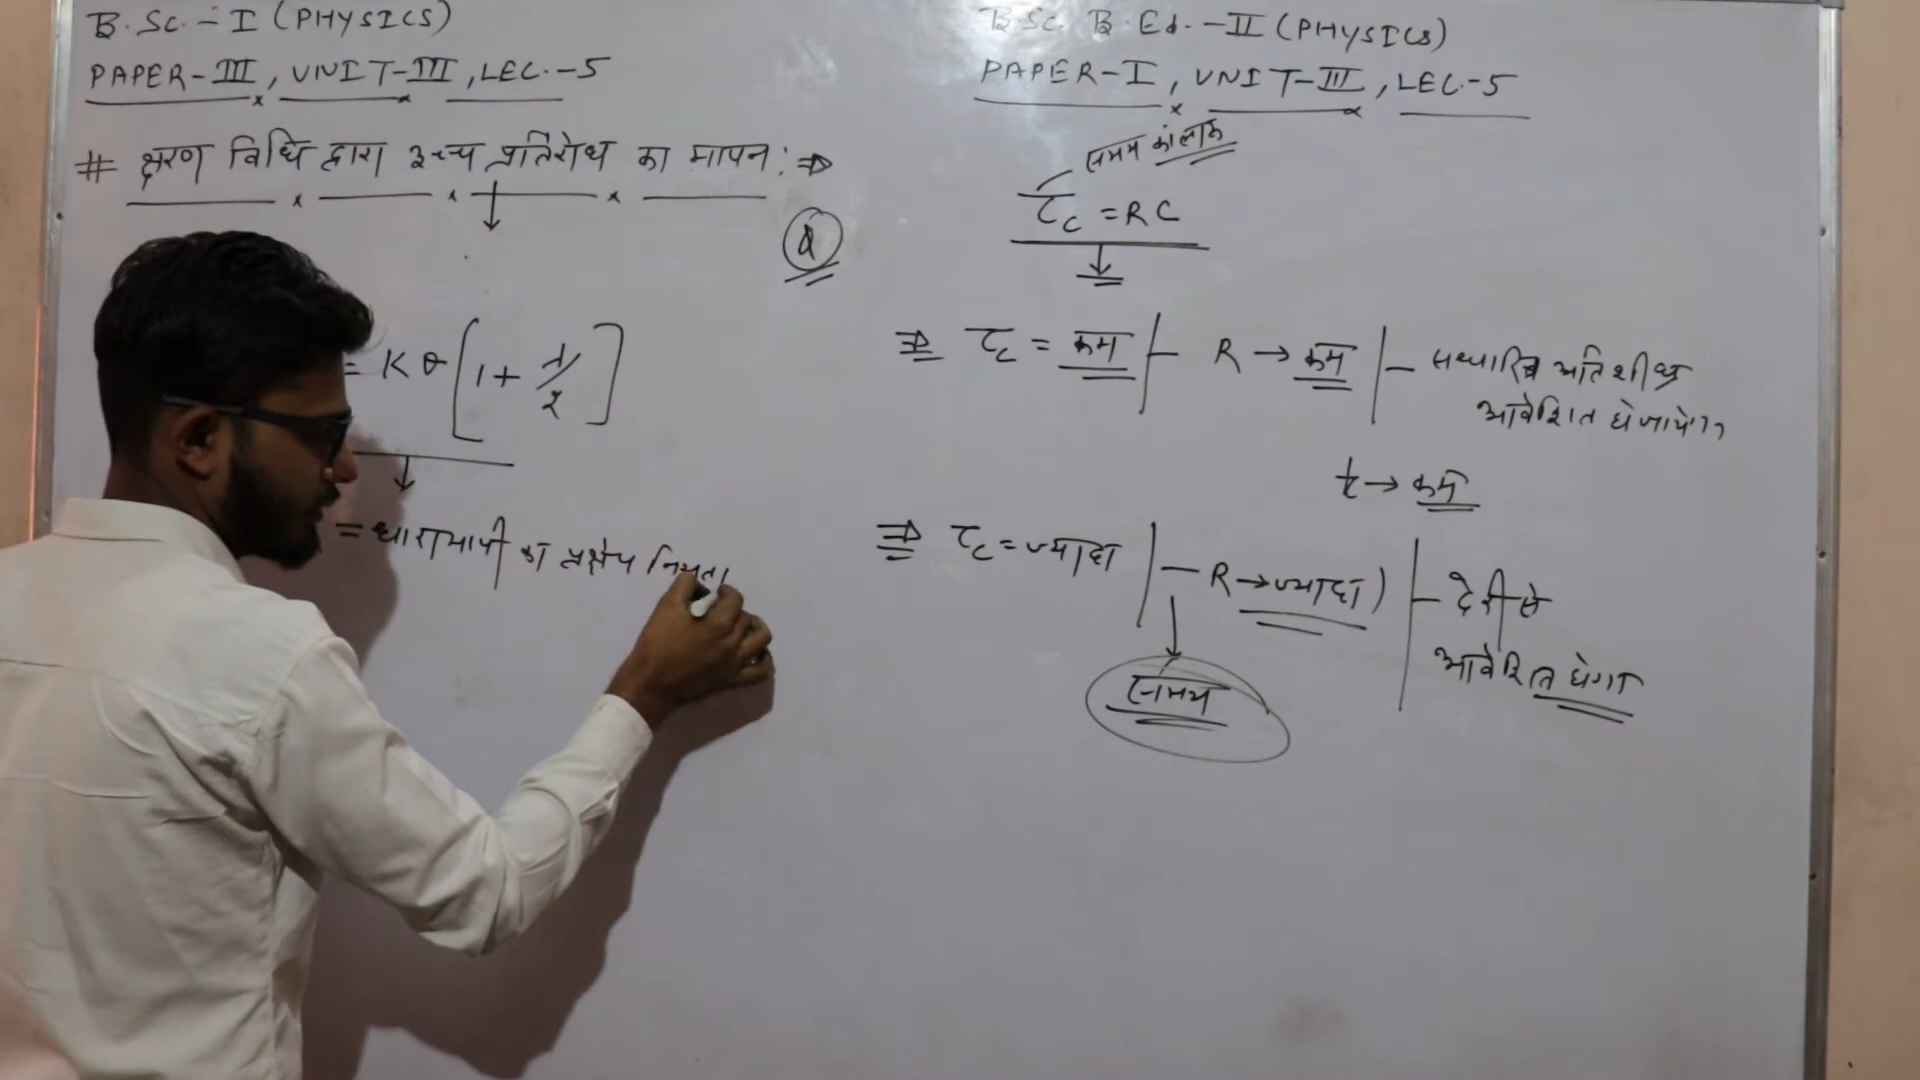 B.Sc.-I (PHYSICS)
PAPER-III, UNIT-III, LEC.-5
# क्षरण विधि द्वारा उच्च प्रतिरोध का मापन :⇒
= Kθ[1+λ/2]
= धारामापी का प्रक्षेप नियता
B.Sc. B.Ed.-II (PHYSICS)
PAPER-I, UNIT-III, LEC.-5
समय
τc = RC
⇒ τc = कम | R → कम | अतिशीघ्र
आवेशित
t → कम
⇒ τc = ज्यादा | R → ज्यादा) | देरी से
समय
आवेशित होगा